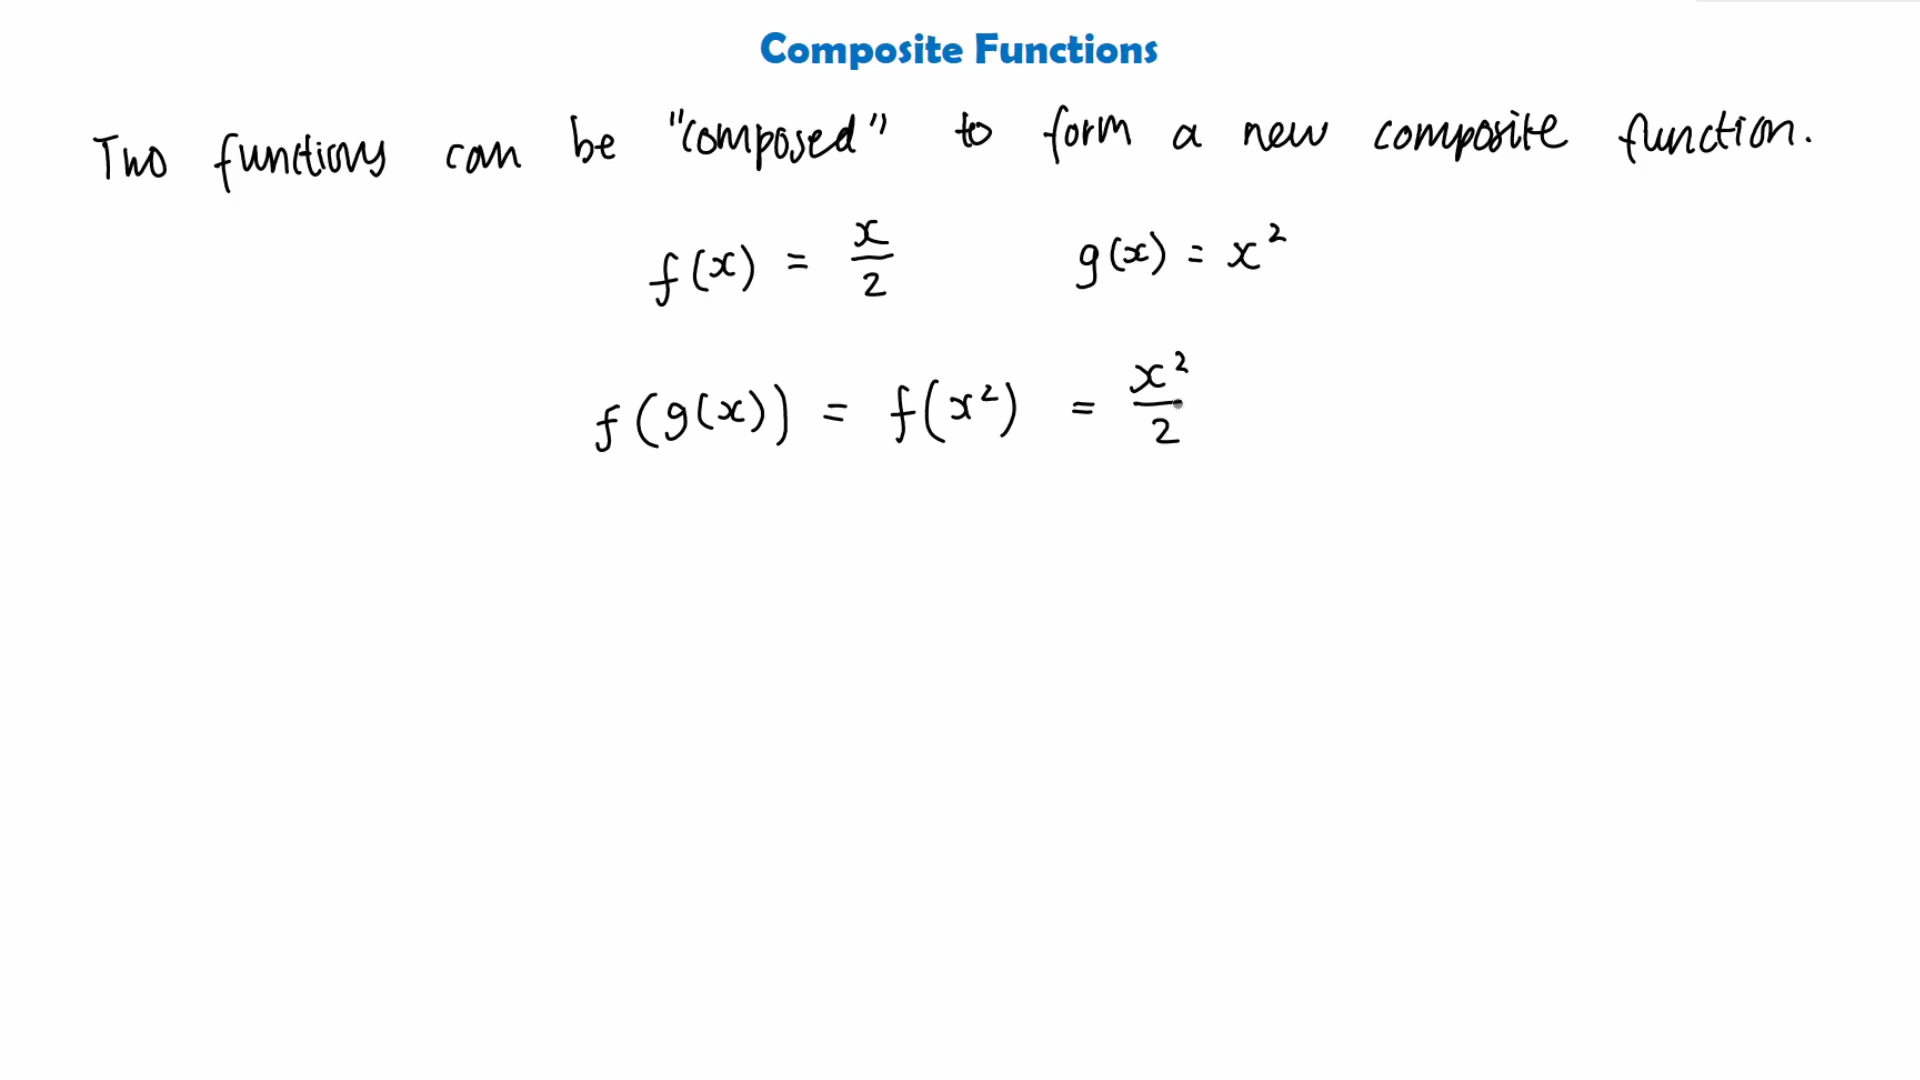 Composite Functions
Two functions can be "composed" to form a new composite function.
f(x) = x/2    g(x) = x²
f(g(x)) = f(x²) = x²/2